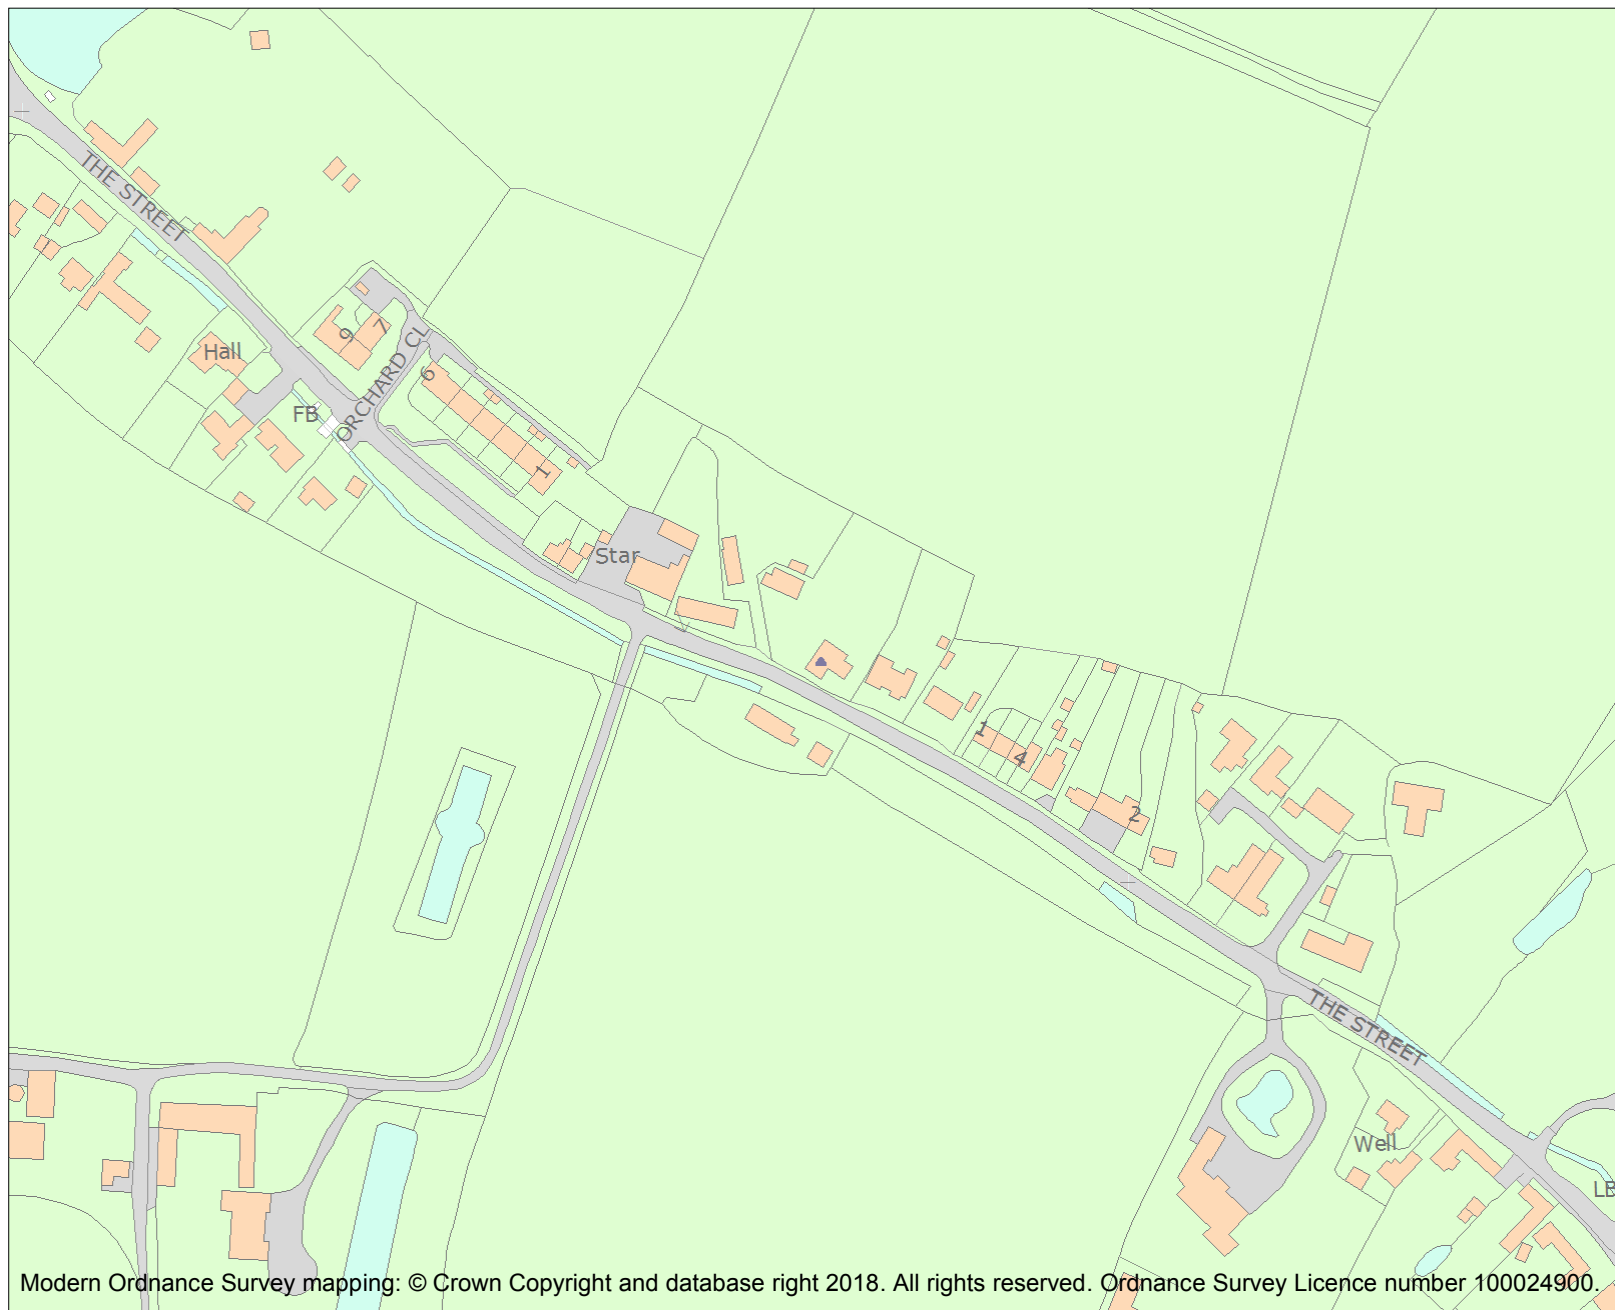 THE STREET
Hall
9
7
ORCHARD CL
6
FB
1
Star
1
4
2
THE STREET
Well
LB
Modern Ordnance Survey mapping: © Crown Copyright and database right 2018. All rights reserved. Ordnance Survey Licence number 100024900.